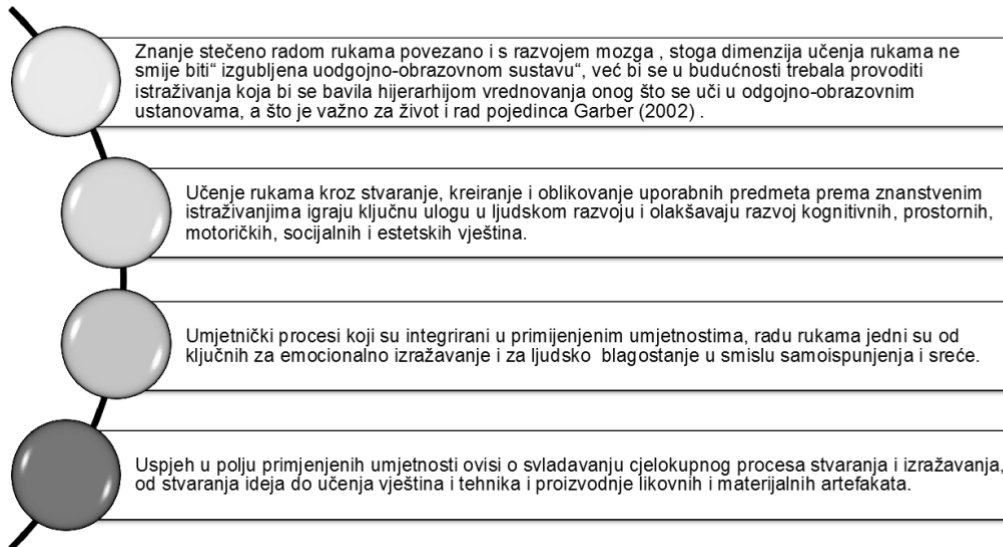 Znanje stečeno radom rukama povezano i s razvojem mozga , stoga dimenzija učenja rukama ne
smije biti“ izgubljena uodgojno-obrazovnom sustavu“, već bi se u budućnosti trebala provoditi
istraživanja koja bi se bavila hijerarhijom vrednovanja onog što se uči u odgojno-obrazovnim
ustanovama, a što je važno za život i rad pojedinca Garber (2002) .
Učenje rukama kroz stvaranje, kreiranje i oblikovanje uporabnih predmeta prema znanstvenim
istraživanjima igraju ključnu ulogu u ljudskom razvoju i olakšavaju razvoj kognitivnih, prostornih,
motoričkih, socijalnih i estetskih vještina.
Umjetnički procesi koji su integrirani u primijenjenim umjetnostima, radu rukama jedni su od
ključnih za emocionalno izražavanje i za ljudsko  blagostanje u smislu samoispunjenja i sreće.
Uspjeh u polju primjenjenih umjetnosti ovisi o svladavanju cjelokupnog procesa stvaranja i izražavanja,
od stvaranja ideja do učenja vještina i tehnika i proizvodnje likovnih i materijalnih artefakata.